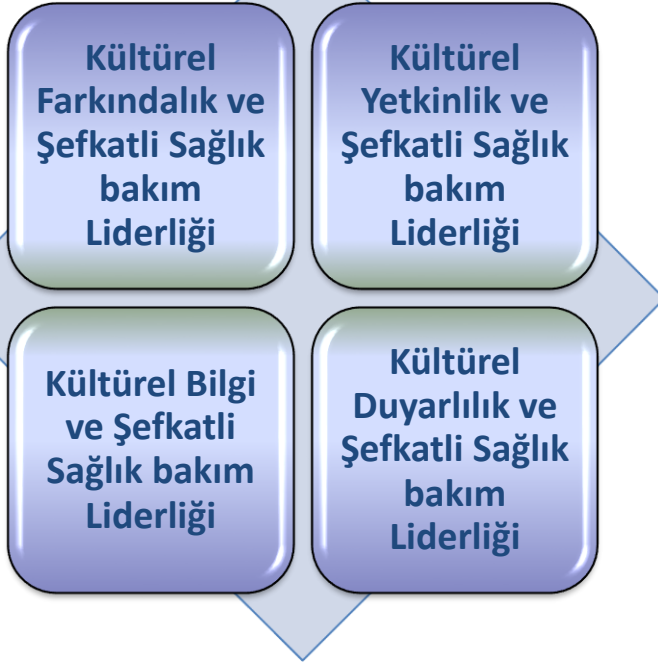 Kültürel
Farkındalık ve
Şefkatli Sağlık
bakım
Liderliği
Kültürel
Yetkinlik ve
Şefkatli Sağlık
bakım
Liderliği
Kültürel Bilgi
ve Şefkatli
Sağlık bakım
Liderliği
Kültürel
Duyarlılık ve
Şefkatli Sağlık
bakım
Liderliği